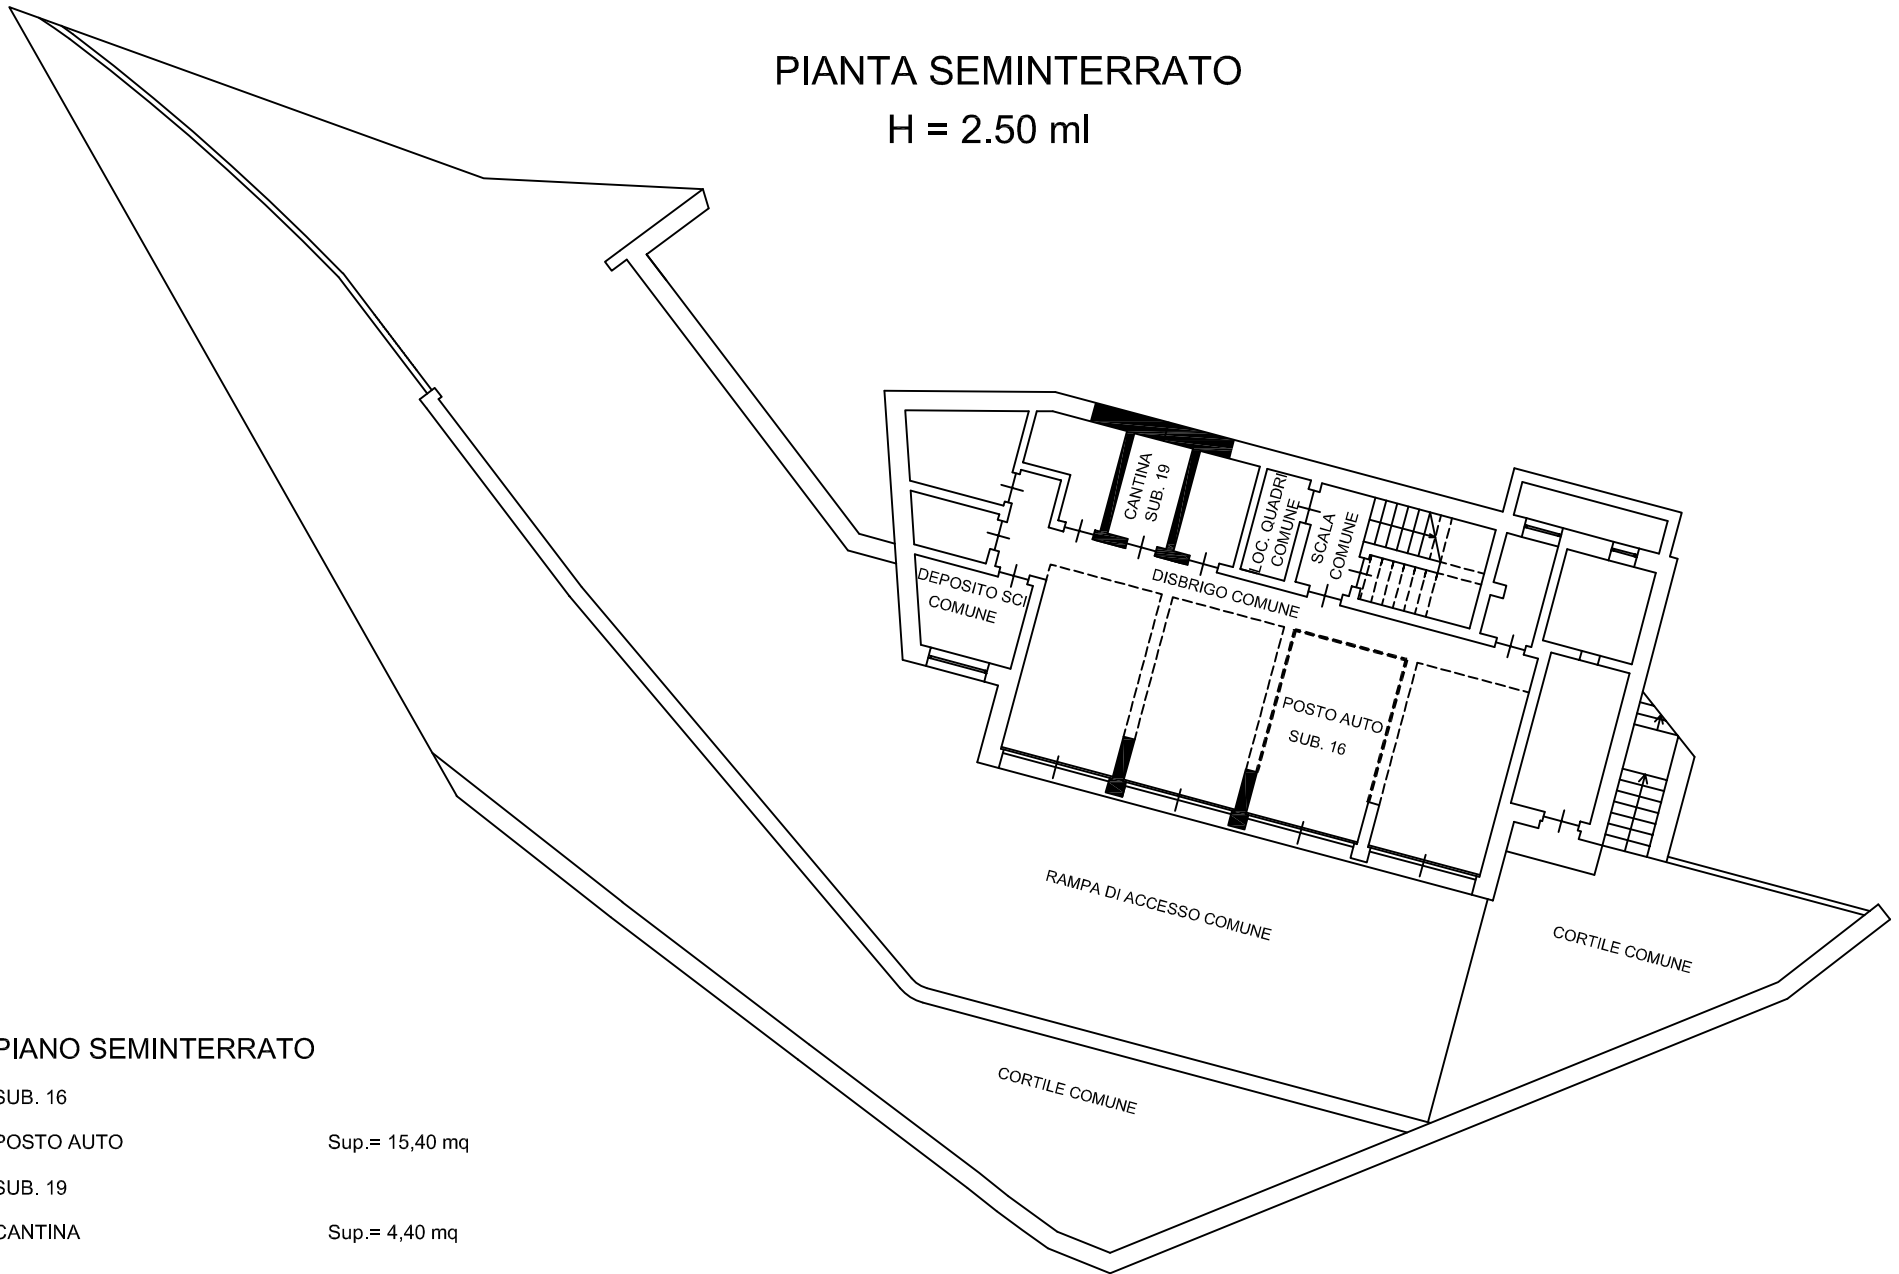 PIANTA SEMINTERRATO
H = 2.50 ml
CANTINA
SUB. 19
LOC. QUADRI
COMUNE
SCALA
COMUNE
DEPOSITO SCI
COMUNE
DISBRIGO COMUNE
POSTO AUTO
SUB. 16
RAMPA DI ACCESSO COMUNE
CORTILE COMUNE
CORTILE COMUNE
PIANO SEMINTERRATO
SUB. 16
POSTO AUTO Sup.= 15,40 mq
SUB. 19
CANTINA Sup.= 4,40 mq